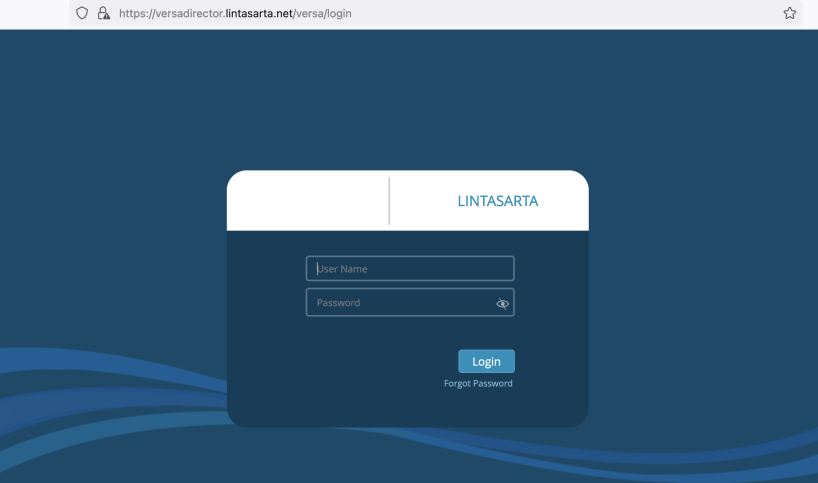 https://versadirector.lintasarta.net/versa/login
LINTASARTA
User Name
Password
Login
Forgot Password